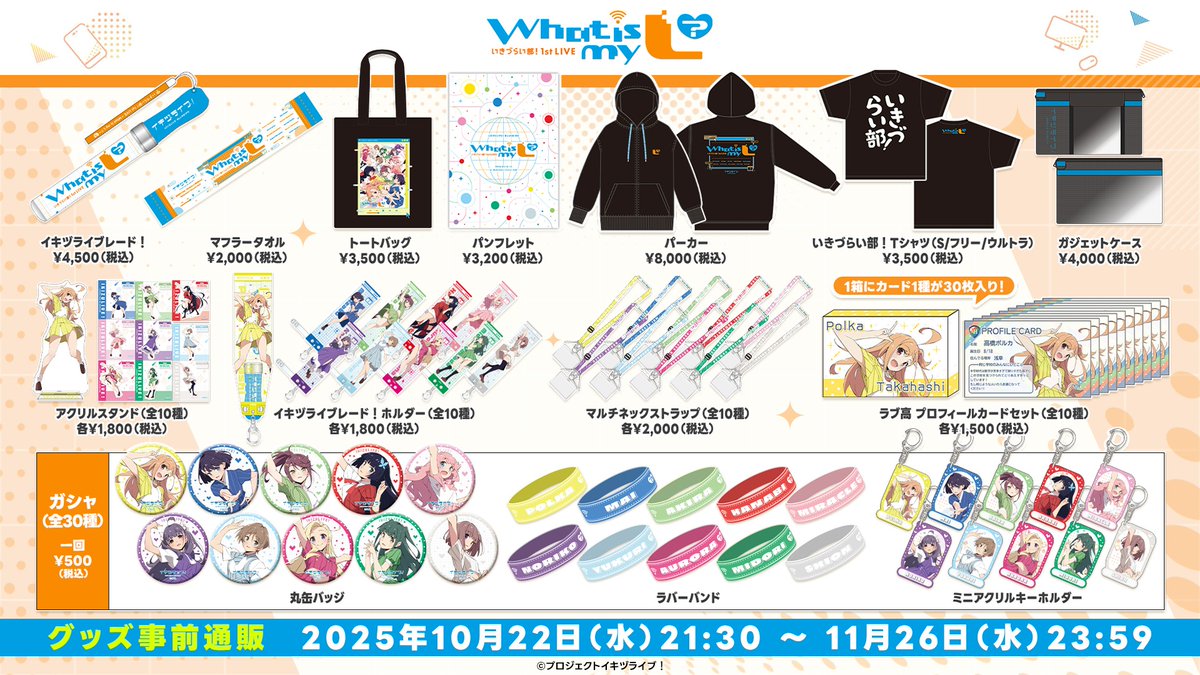 What is my L?
いきづらい部！1st LIVE
イキヅライブレード！
¥4,500(税込)
マフラータオル
¥2,000(税込)
トートバッグ
¥3,500(税込)
パンフレット
¥3,200(税込)
パーカー
¥8,000(税込)
いきづらい部！Tシャツ(S/フリー/ウルトラ)
¥3,500(税込)
ガジェットケース
¥4,000(税込)
いきづらい部！
アクリルスタンド(全10種)
各¥1,800(税込)
イキヅライブレード！ホルダー(全10種)
各¥1,800(税込)
マルチネックストラップ(全10種)
各¥2,000(税込)
1箱にカード1種が30枚入り！
Polka
Takahashi
PROFILE CARD
高橋ポルカ
ラブ高 プロフィールカードセット(全10種)
各¥1,500(税込)
ガシャ
(全30種)
一回
¥500
(税込)
丸缶バッジ
POLKA
MAI
AKIRA
HANABI
MIRACLE
NORIKO
YUKURI
AURORA
MIDORI
SHION
ラバーバンド
ミニアクリルキーホルダー
グッズ事前通販 2025年10月22日(水)21:30 ～ 11月26日(水)23:59
©プロジェクトイキヅライブ！